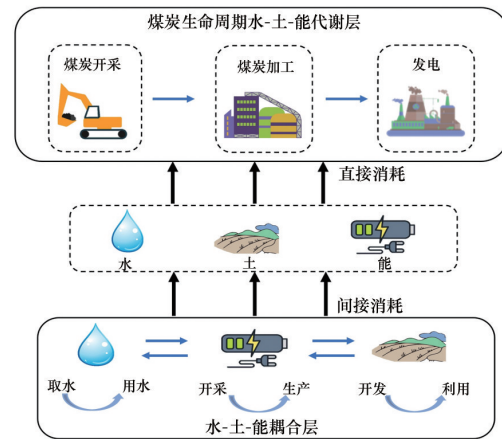 煤炭生命周期水-土-能代谢层
煤炭开采
煤炭加工
发电
直接消耗
水
土
能
间接消耗
取水
用水
开采
生产
开发
利用
水-土-能耦合层